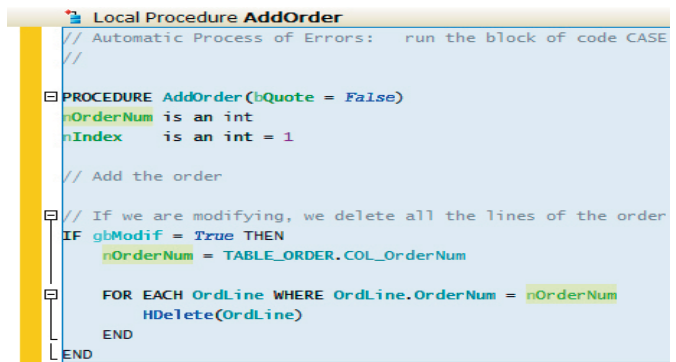 Local Procedure AddOrder
// Automatic Process of Errors: run the block of code CASE
//
PROCEDURE AddOrder(bQuote = False)
nOrderNum is an int
nIndex is an int = 1
// Add the order
// If we are modifying, we delete all the lines of the order
IF gbModif = True THEN
nOrderNum = TABLE_ORDER.COL_OrderNum
FOR EACH OrdLine WHERE OrdLine.OrderNum = nOrderNum
HDelete(OrdLine)
END
END